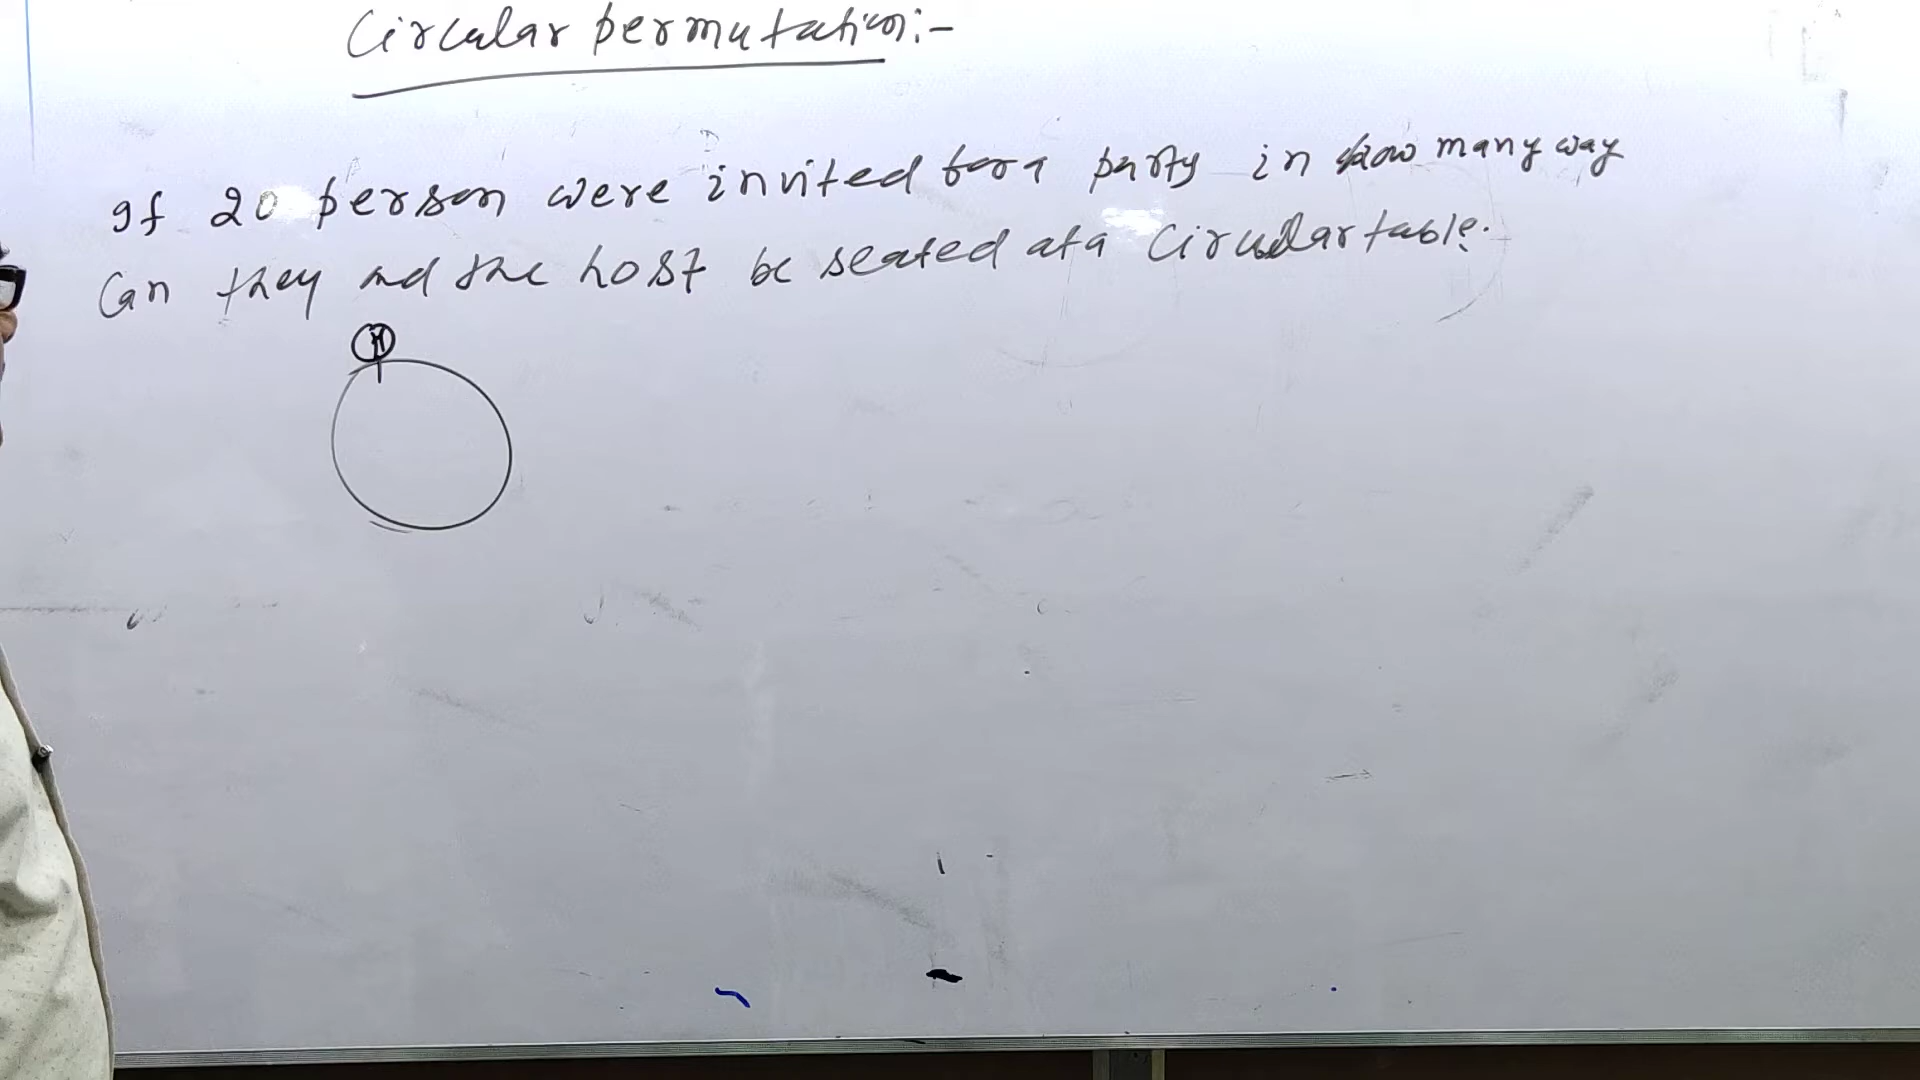 Circular permutation:-
If 20 person were invited for a party in how many way
Can they and the host be seated at a Circular table.
H